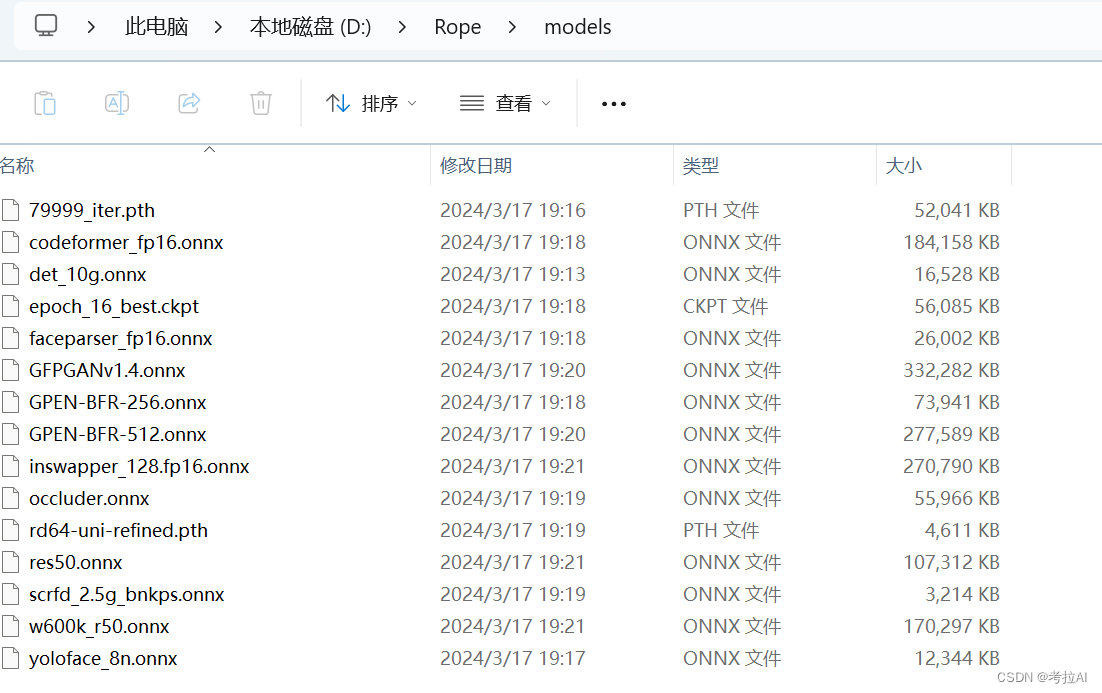 此电脑 本地磁盘 (D:) Rope models
排序 查看
名称 修改日期 类型 大小
79999_iter.pth 2024/3/17 19:16 PTH 文件 52,041 KB
codeformer_fp16.onnx 2024/3/17 19:18 ONNX 文件 184,158 KB
det_10g.onnx 2024/3/17 19:13 ONNX 文件 16,528 KB
epoch_16_best.ckpt 2024/3/17 19:18 CKPT 文件 56,085 KB
faceparser_fp16.onnx 2024/3/17 19:18 ONNX 文件 26,002 KB
GFPGANv1.4.onnx 2024/3/17 19:20 ONNX 文件 332,282 KB
GPEN-BFR-256.onnx 2024/3/17 19:18 ONNX 文件 73,941 KB
GPEN-BFR-512.onnx 2024/3/17 19:20 ONNX 文件 277,589 KB
inswapper_128.fp16.onnx 2024/3/17 19:21 ONNX 文件 270,790 KB
occluder.onnx 2024/3/17 19:19 ONNX 文件 55,966 KB
rd64-uni-refined.pth 2024/3/17 19:19 PTH 文件 4,611 KB
res50.onnx 2024/3/17 19:21 ONNX 文件 107,312 KB
scrfd_2.5g_bnkps.onnx 2024/3/17 19:19 ONNX 文件 3,214 KB
w600k_r50.onnx 2024/3/17 19:21 ONNX 文件 170,297 KB
yoloface_8n.onnx 2024/3/17 19:17 ONNX 文件 12,344 KB
CSDN @考拉AI